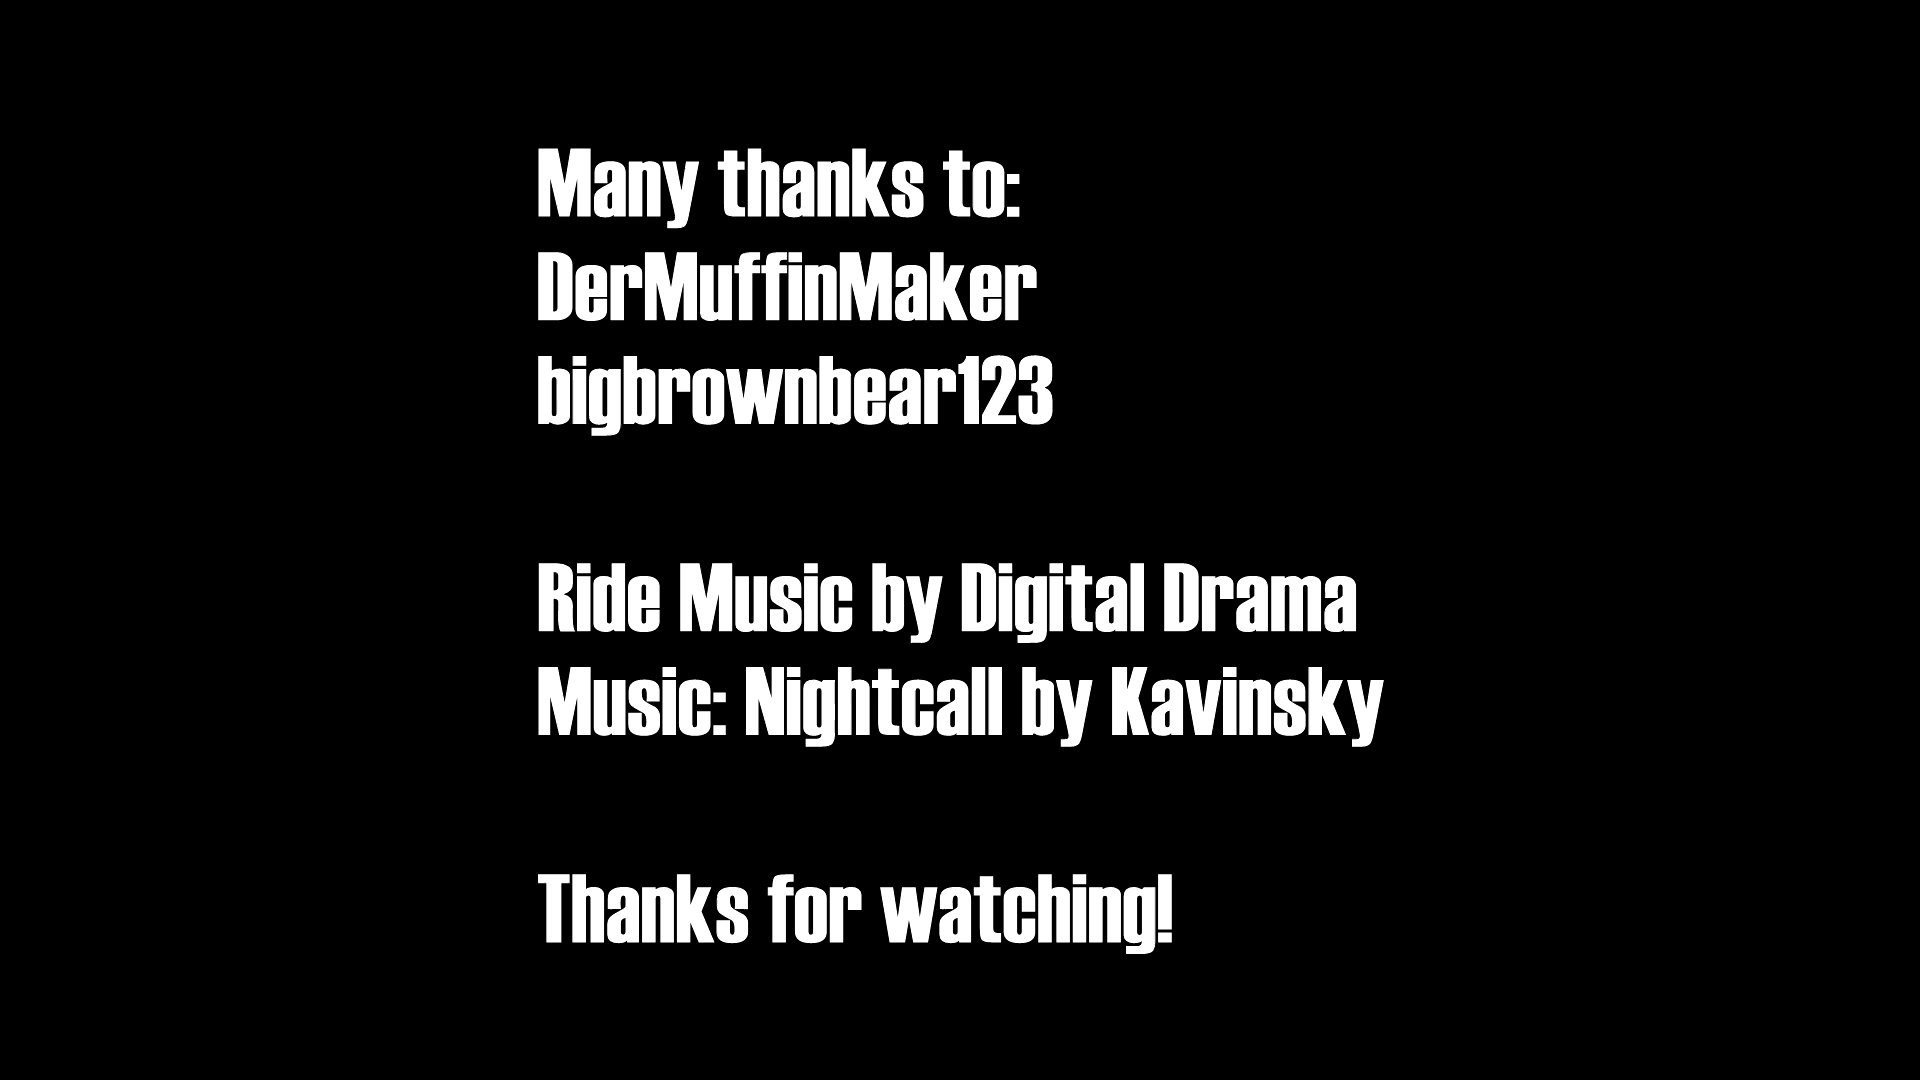 Many thanks to:
DerMuffinMaker
bigbrownbear123
Ride Music by Digital Drama
Music: Nightcall by Kavinsky
Thanks for watching!